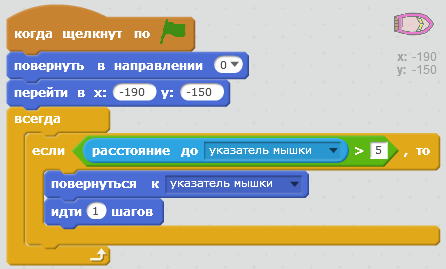 когда щелкнут по
повернуть в направлении 0
перейти в x: -190 y: -150
всегда
если расстояние до указатель мышки > 5 , то
повернуться к указатель мышки
идти 1 шагов
x: -190
y: -150